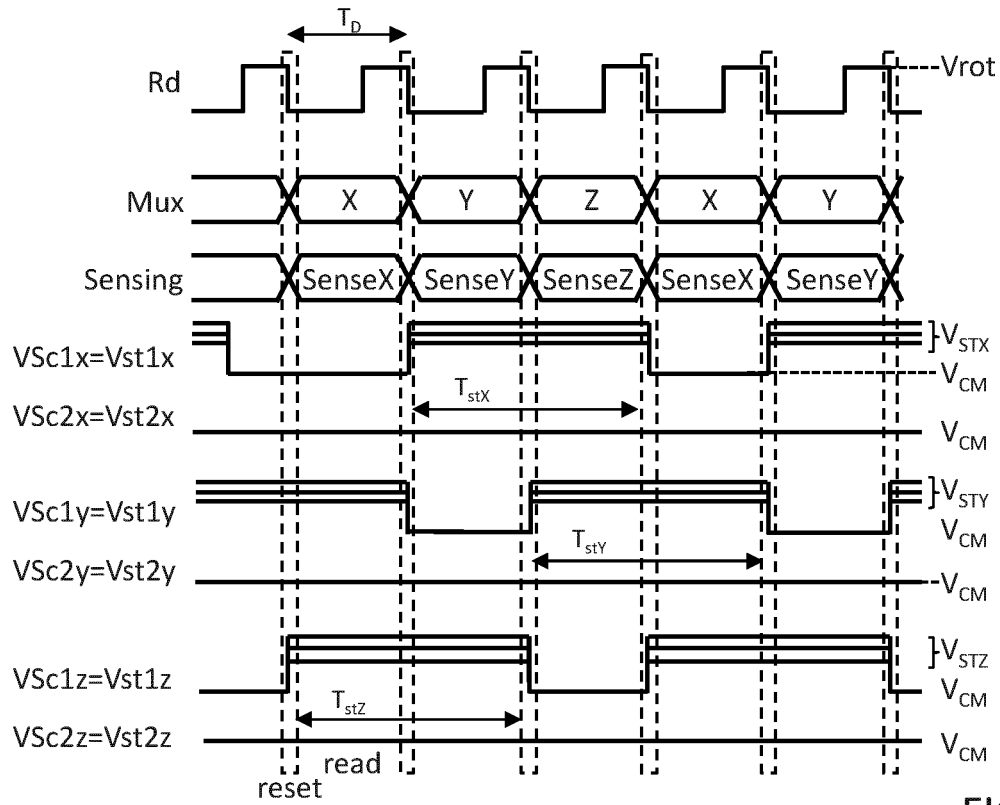 T_D
Rd
Vrot
Mux X Y Z X Y
Sensing SenseX SenseY SenseZ SenseX SenseY
VSc1x=Vst1x
V_STX
V_CM
T_stX
VSc2x=Vst2x
V_CM
VSc1y=Vst1y
V_STY
V_CM
T_stY
VSc2y=Vst2y
V_CM
VSc1z=Vst1z
V_STZ
V_CM
T_stZ
VSc2z=Vst2z
V_CM
read
reset